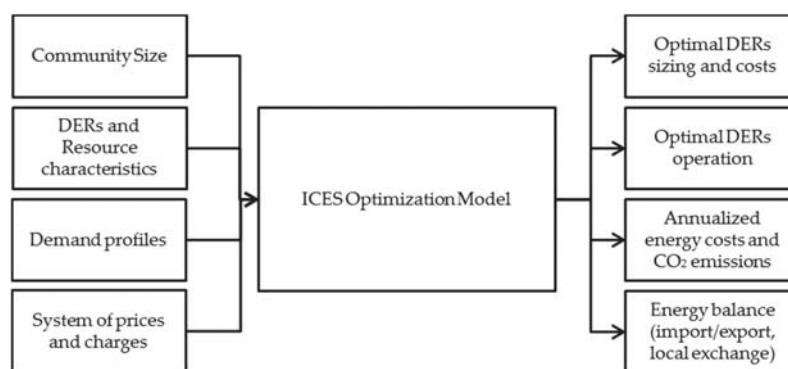 Community Size
DERs and
Resource
characteristics
Demand profiles
System of prices
and charges
ICES Optimization Model
Optimal DERs
sizing and costs
Optimal DERs
operation
Annualized
energy costs and
CO₂ emissions
Energy balance
(import/export,
local exchange)